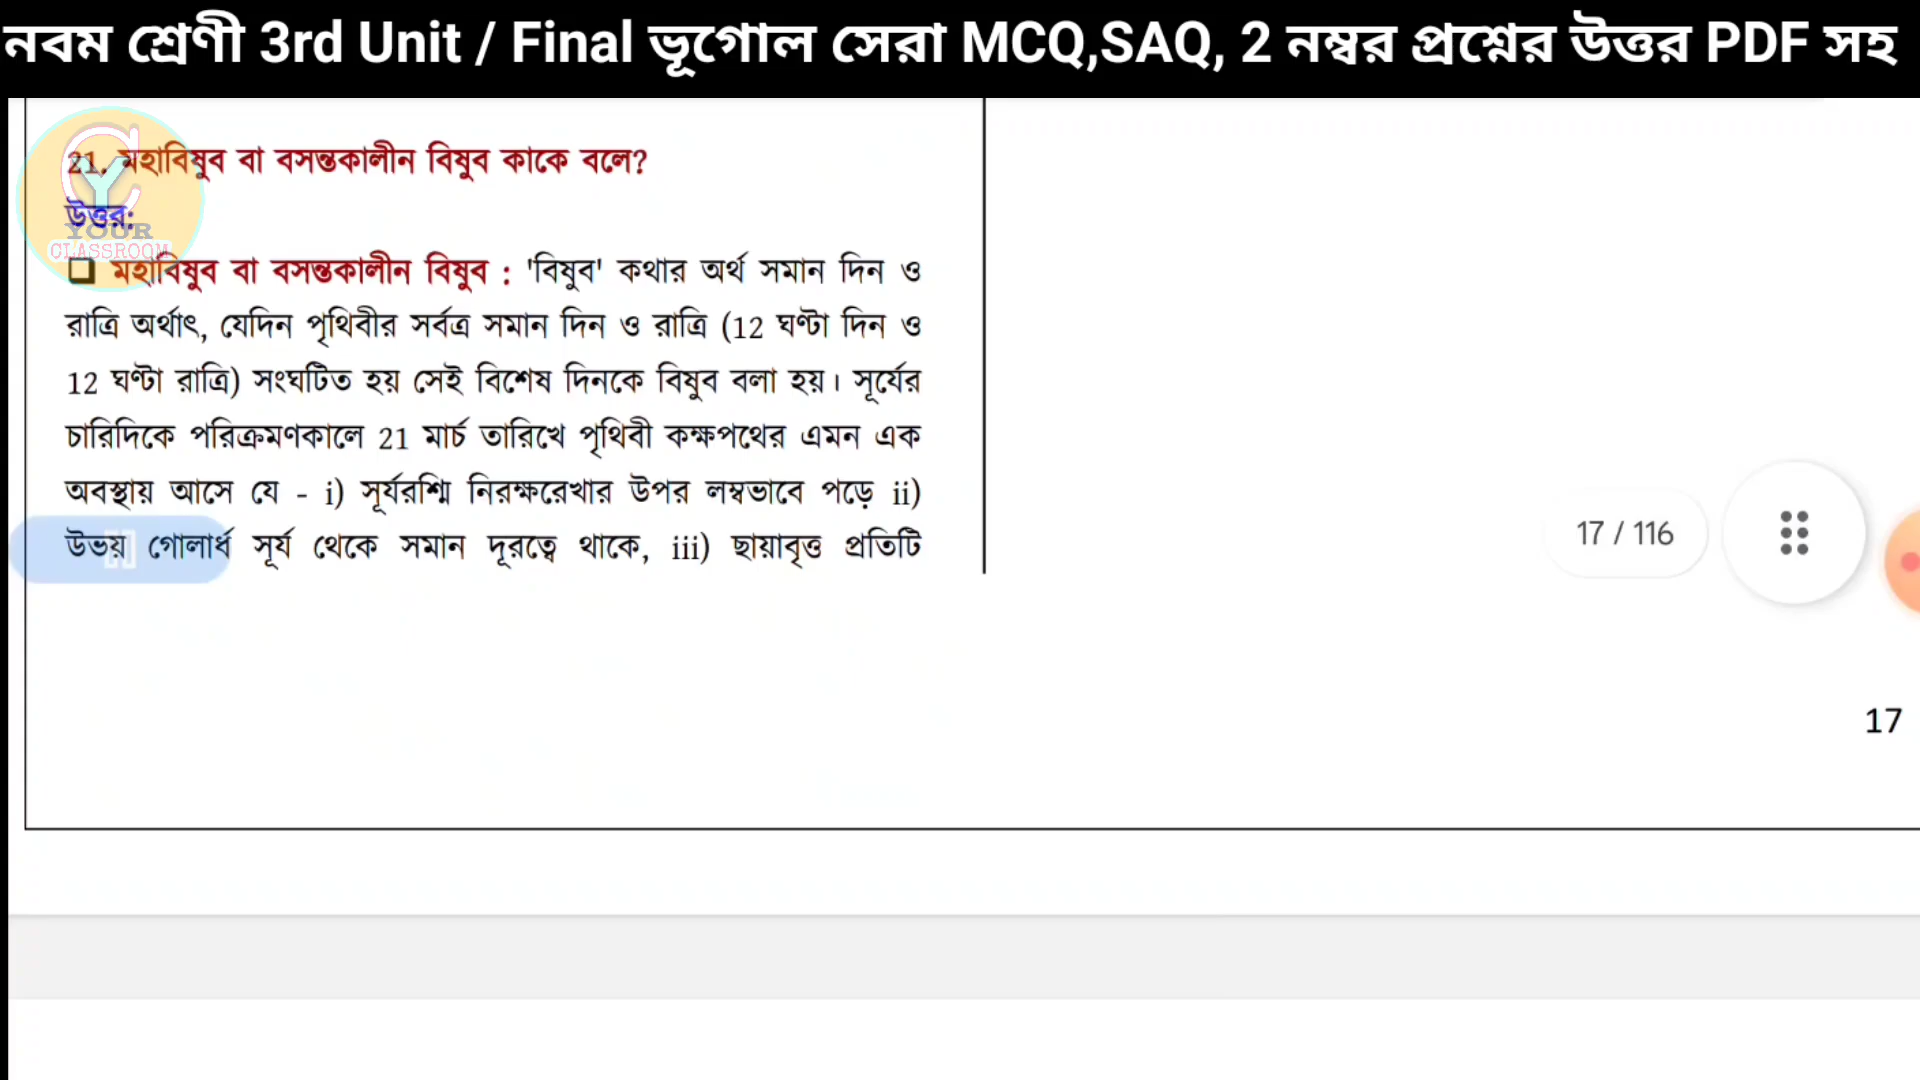 নবম শ্রেণী 3rd Unit / Final ভূগোল সেরা MCQ,SAQ, 2 নম্বর প্রশ্নের উত্তর PDF সহ
21. মহাবিষুব বা বসন্তকালীন বিষুব কাকে বলে?
উত্তর:
YOUR
CLASSROOM
❑ মহাবিষুব বা বসন্তকালীন বিষুব : 'বিষুব' কথার অর্থ সমান দিন ও
রাত্রি অর্থাৎ, যেদিন পৃথিবীর সর্বত্র সমান দিন ও রাত্রি (12 ঘণ্টা দিন ও
12 ঘণ্টা রাত্রি) সংঘটিত হয় সেই বিশেষ দিনকে বিষুব বলা হয়। সূর্যের
চারিদিকে পরিক্রমণকালে 21 মার্চ তারিখে পৃথিবী কক্ষপথের এমন এক
অবস্থায় আসে যে - i) সূর্যরশ্মি নিরক্ষরেখার উপর লম্বভাবে পড়ে ii)
উভয় গোলার্ধ সূর্য থেকে সমান দূরত্বে থাকে, iii) ছায়াবৃত্ত প্রতিটি
17 / 116
17